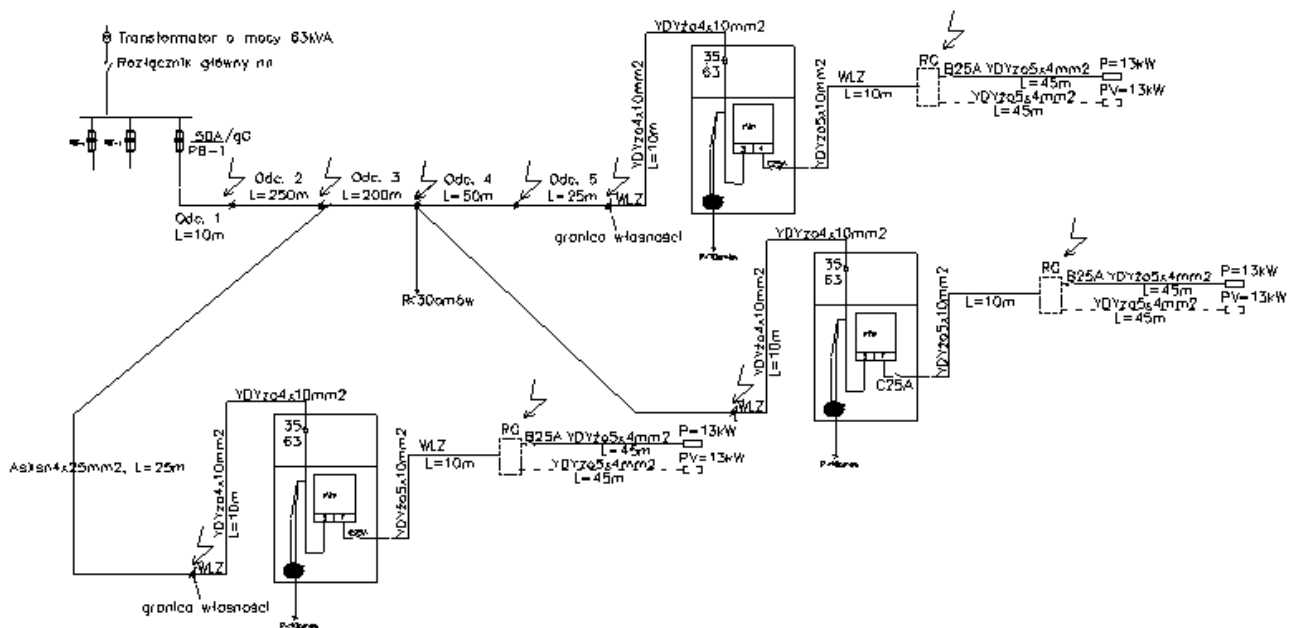 Transformator o mocy 63kVA
Rozłącznik główny nn
50A/gG
PB-1
Odc. 1
L=10m
Odc. 2
L=250m
Odc. 3
L=200m
Odc. 4
L=50m
Odc. 5
L=25m
WLZ
granica własności
YDYżo4x10mm2
L=10m
YDYżo4x10mm2
35
63
YDYżo5x10mm2
WLZ
L=10m
RG
B25A YDYżo5x4mm2
L=45m
P=13kW
YDYżo5x4mm2
L=45m
PV=13kW
R<30omów
WLZ
YDYżo4x10mm2
L=10m
YDYżo4x10mm2
35
63
C25A
YDYżo5x10mm2
L=10m
RG
B25A YDYżo5x4mm2
L=45m
P=13kW
YDYżo5x4mm2
L=45m
PV=13kW
AsXSn4x25mm2, L=25m
WLZ
granica własności
YDYżo4x10mm2
L=10m
YDYżo4x10mm2
35
63
YDYżo5x10mm2
WLZ
L=10m
RG
B25A YDYżo5x4mm2
L=45m
P=13kW
YDYżo5x4mm2
L=45m
PV=13kW